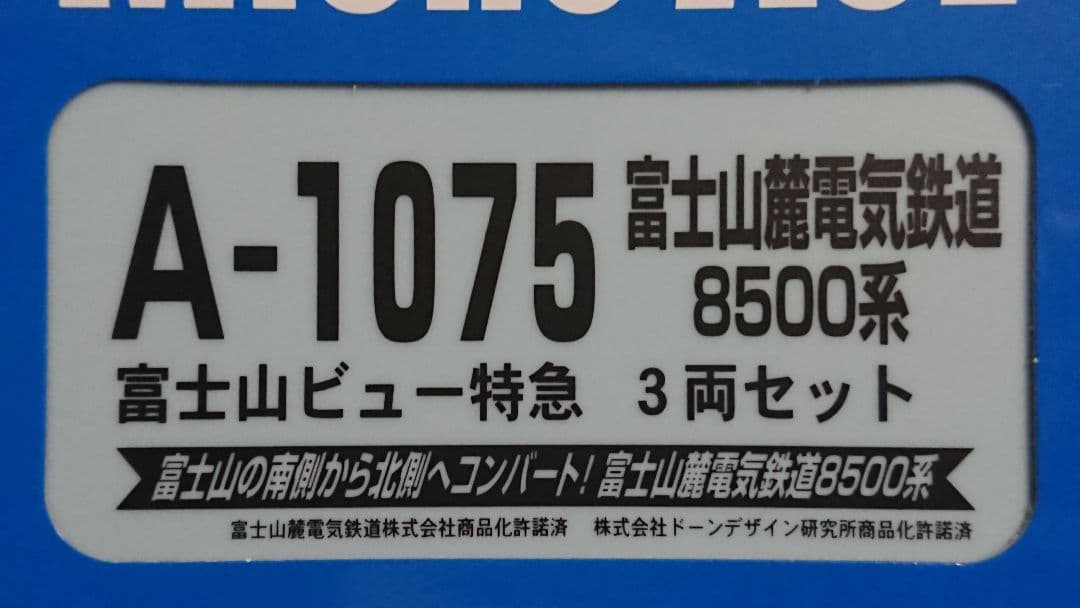 A-1075
富士山麓電気鉄道
8500系
富士山ビュー特急 3両セット
富士山の南側から北側へコンバート! 富士山麓電気鉄道8500系
富士山麓電気鉄道株式会社商品化許諾済 株式会社ドーンデザイン研究所商品化許諾済